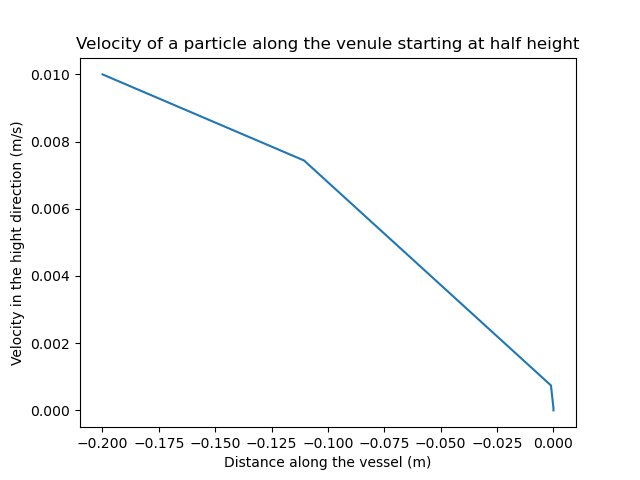 Velocity of a particle along the venule starting at half height
0.010
0.008
0.006
0.004
0.002
0.000
Velocity in the hight direction (m/s)
−0.200 −0.175 −0.150 −0.125 −0.100 −0.075 −0.050 −0.025 0.000
Distance along the vessel (m)